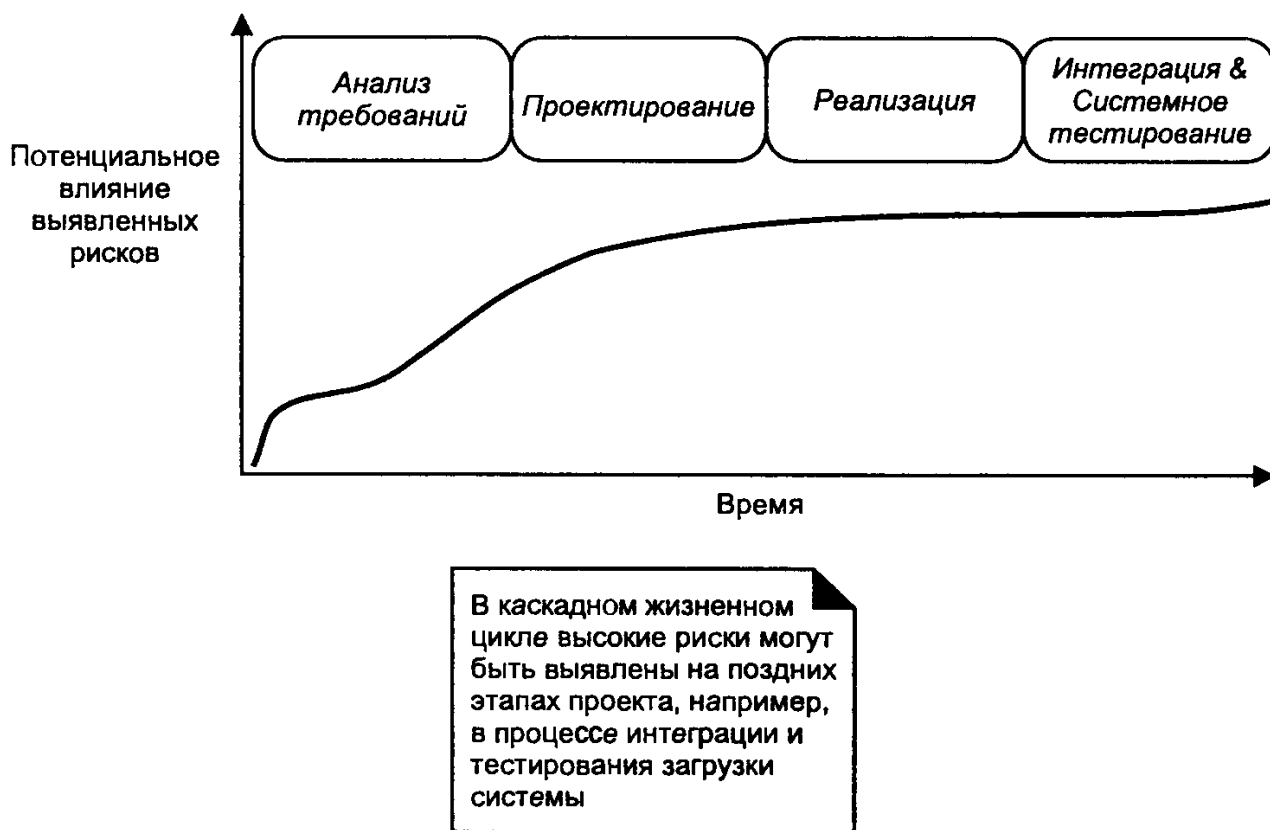 Анализ
требований
Проектирование
Реализация
Интеграция &
Системное
тестирование
Потенциальное
влияние
выявленных
рисков
Время
В каскадном жизненном
цикле высокие риски могут
быть выявлены на поздних
этапах проекта, например,
в процессе интеграции и
тестирования загрузки
системы